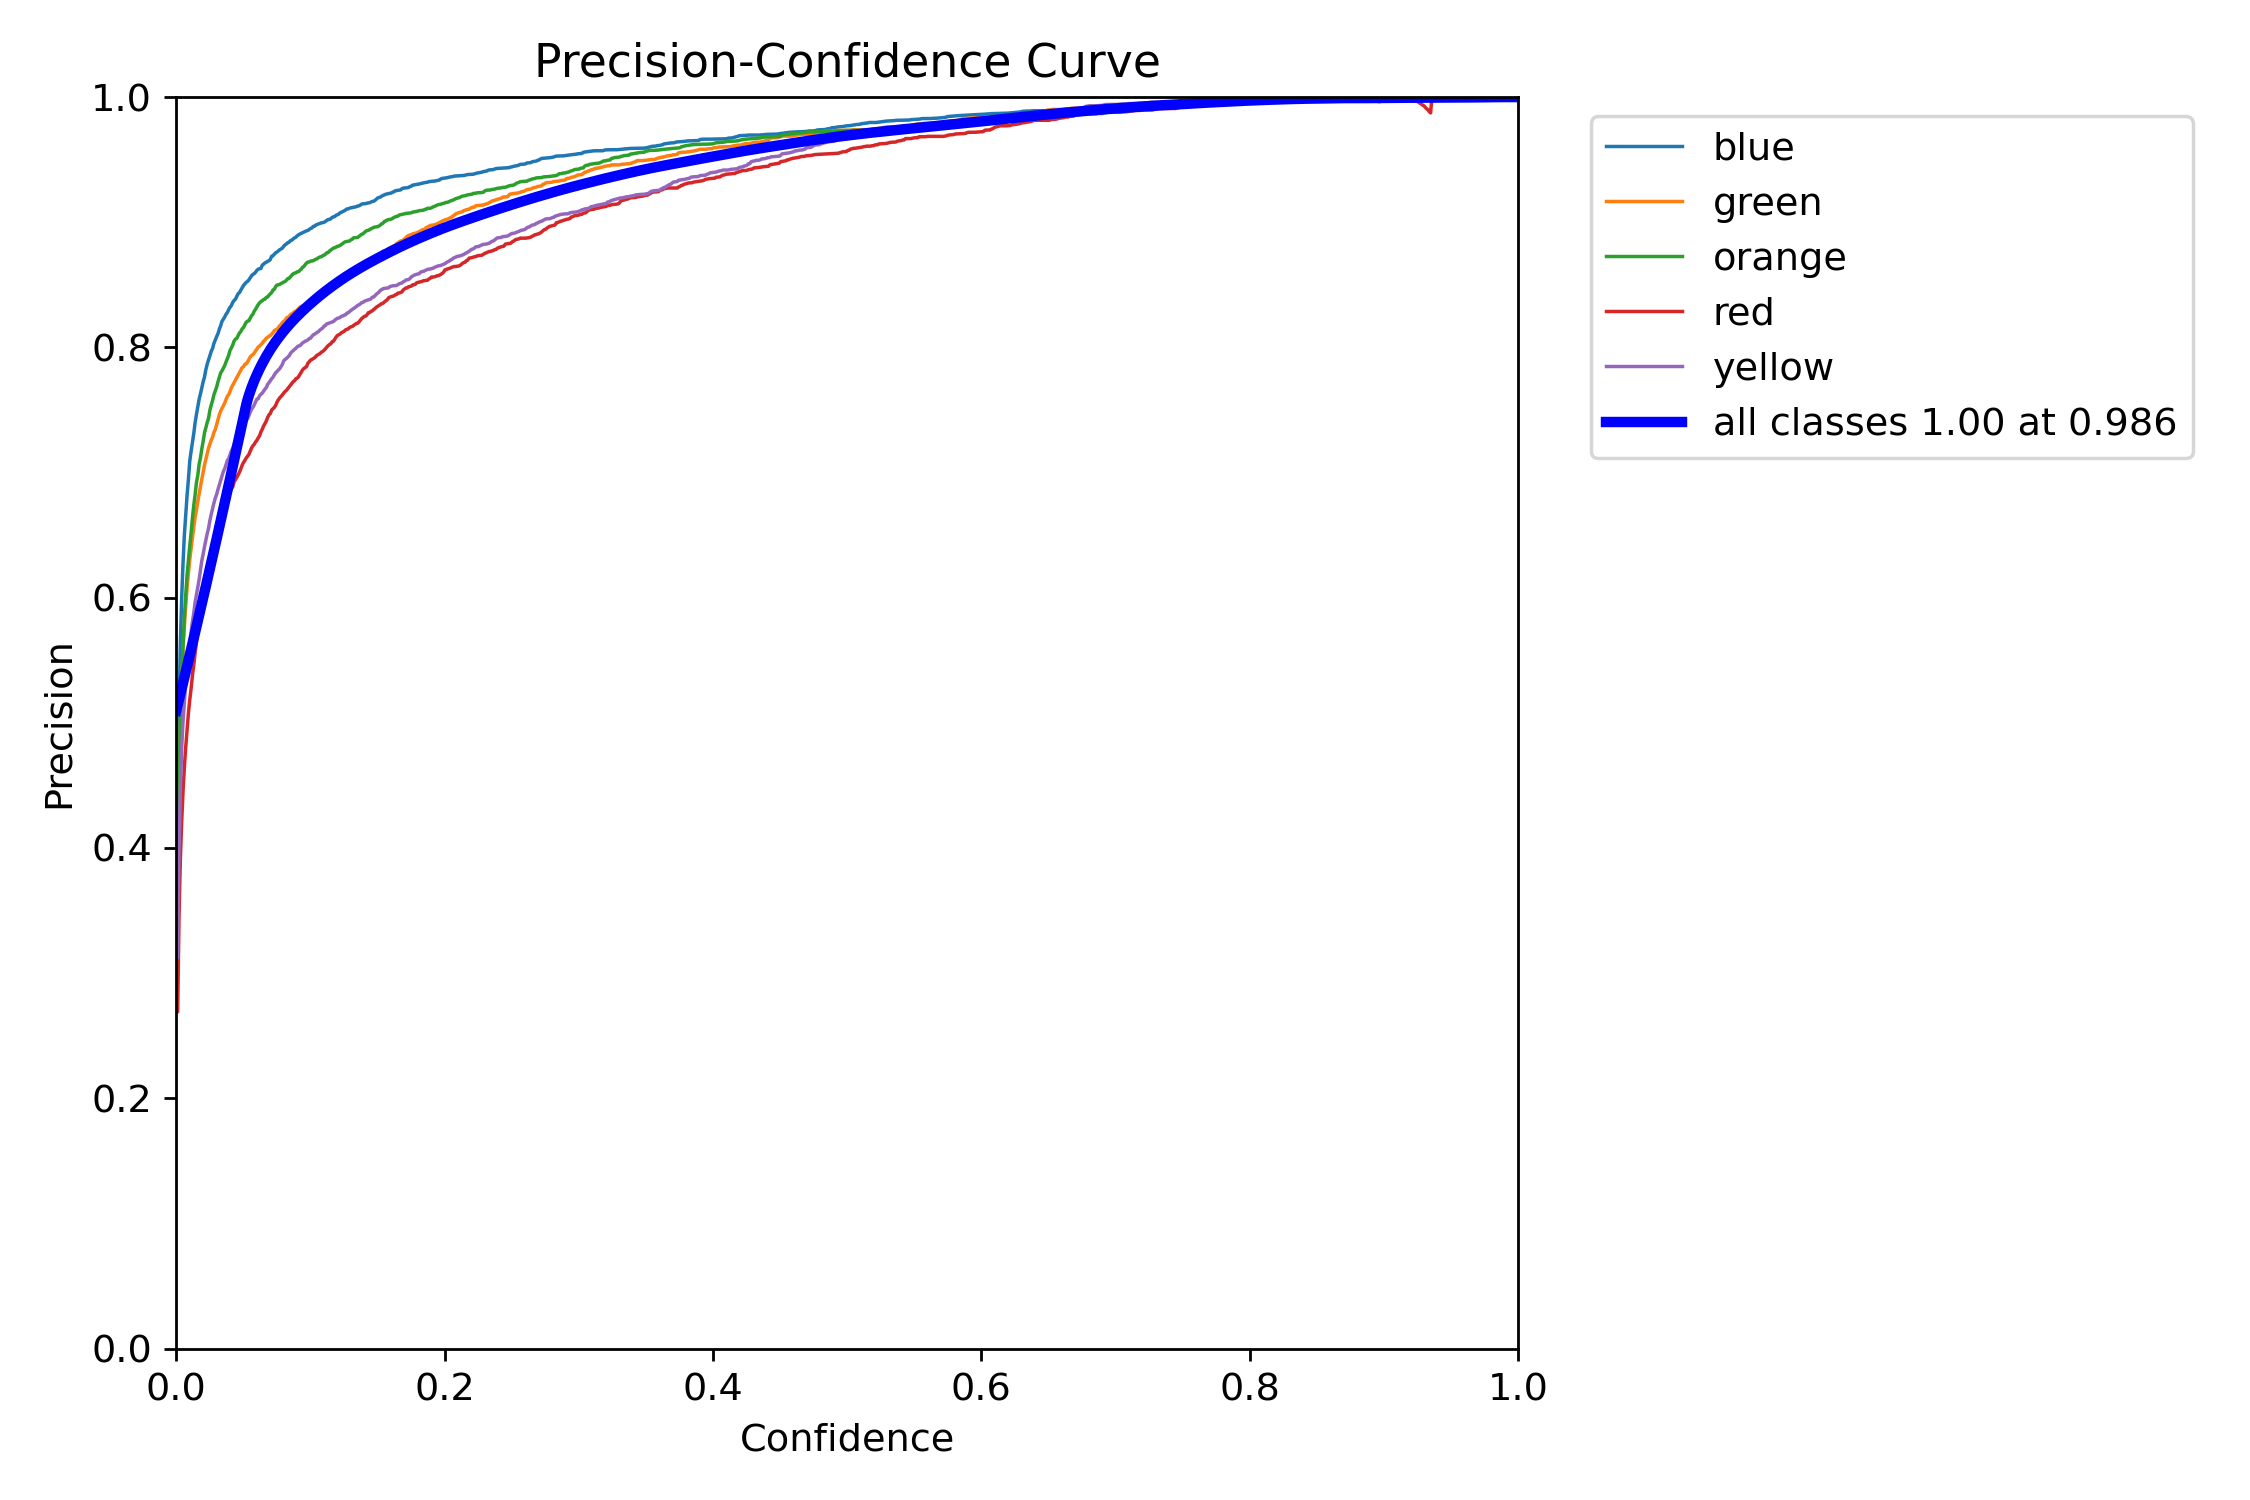 Precision-Confidence Curve
1.0
0.8
0.6
0.4
0.2
0.0
Precision
0.0 0.2 0.4 0.6 0.8 1.0
Confidence
blue
green
orange
red
yellow
all classes 1.00 at 0.986